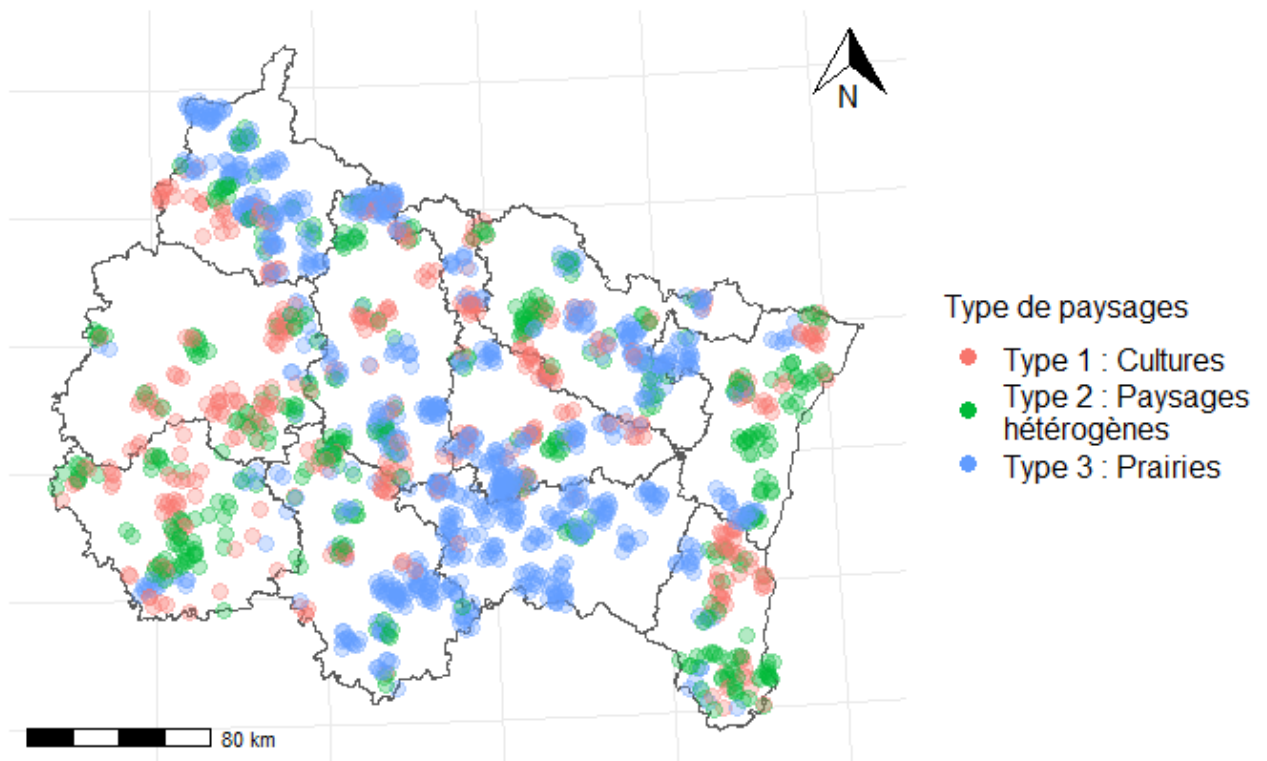 N
Type de paysages
Type 1 : Cultures
Type 2 : Paysages
hétérogènes
Type 3 : Prairies
80 km